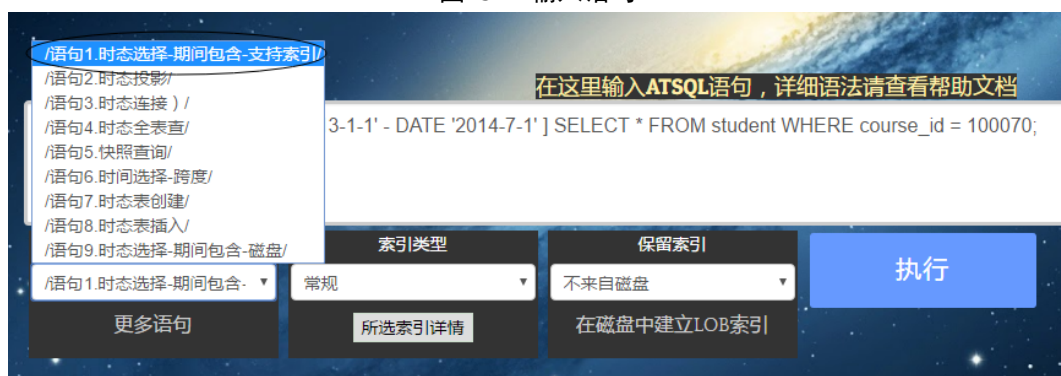 /语句1.时态选择-期间包含-支持索引/
/语句2.时态投影/
/语句3.时态连接）/
/语句4.时态全表查/
/语句5.快照查询/
/语句6.时间选择-跨度/
/语句7.时态表创建/
/语句8.时态表插入/
/语句9.时态选择-期间包含-磁盘/
在这里输入ATSQL语句，详细语法请查看帮助文档
3-1-1' - DATE '2014-7-1' ] SELECT * FROM student WHERE course_id = 100070;
索引类型
保留索引
/语句1.时态选择-期间包含-
常规
不来自磁盘
执行
更多语句
所选索引详情
在磁盘中建立LOB索引